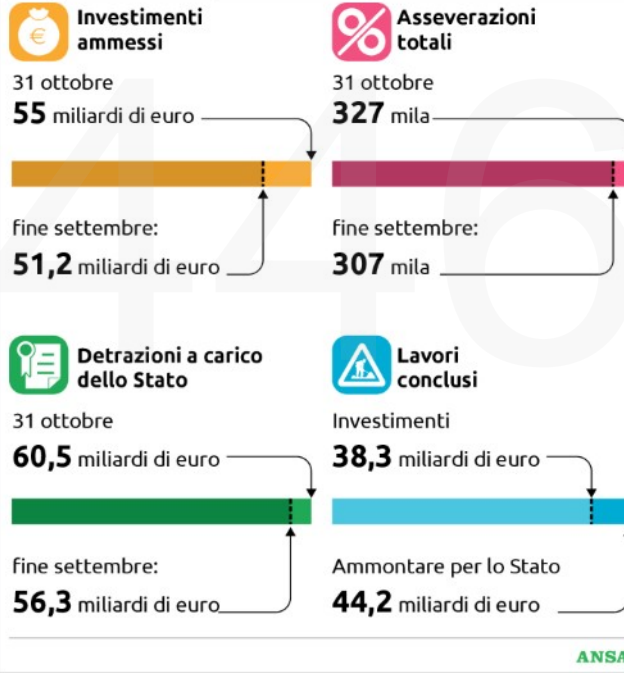 Investimenti
ammessi
31 ottobre
55 miliardi di euro
fine settembre:
51,2 miliardi di euro
Asseverazioni
totali
31 ottobre
327 mila
fine settembre:
307 mila
Detrazioni a carico
dello Stato
31 ottobre
60,5 miliardi di euro
fine settembre:
56,3 miliardi di euro
Lavori
conclusi
Investimenti
38,3 miliardi di euro
Ammontare per lo Stato
44,2 miliardi di euro
ANSA
446